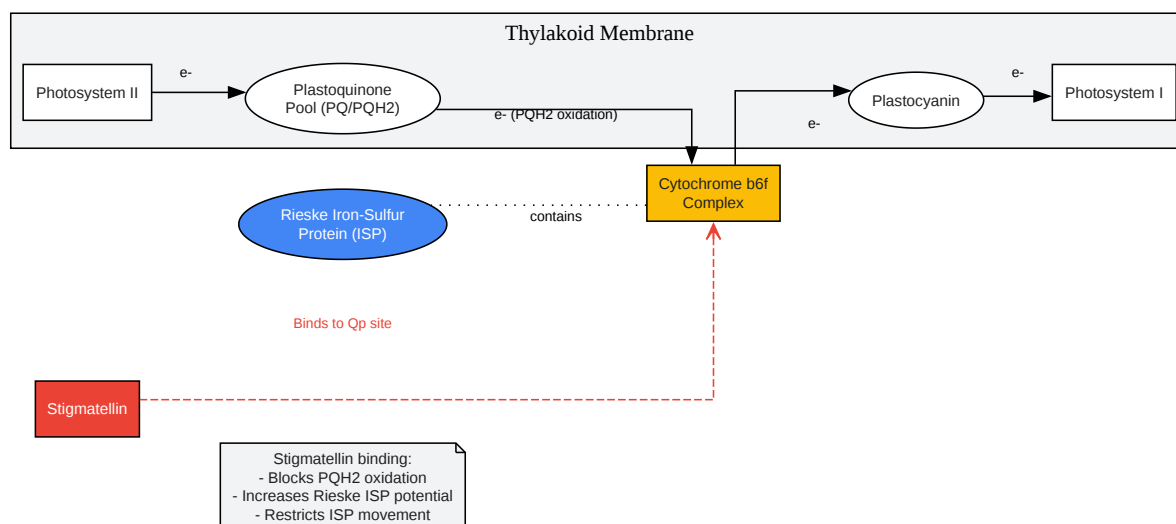 Thylakoid Membrane
Photosystem II
e-
Plastoquinone
Pool (PQ/PQH2)
e- (PQH2 oxidation)
e-
Plastocyanin
e-
Photosystem I
Cytochrome b6f
Complex
Rieske Iron-Sulfur
Protein (ISP)
contains
Binds to Qp site
Stigmatellin
Stigmatellin binding:
- Blocks PQH2 oxidation
- Increases Rieske ISP potential
- Restricts ISP movement